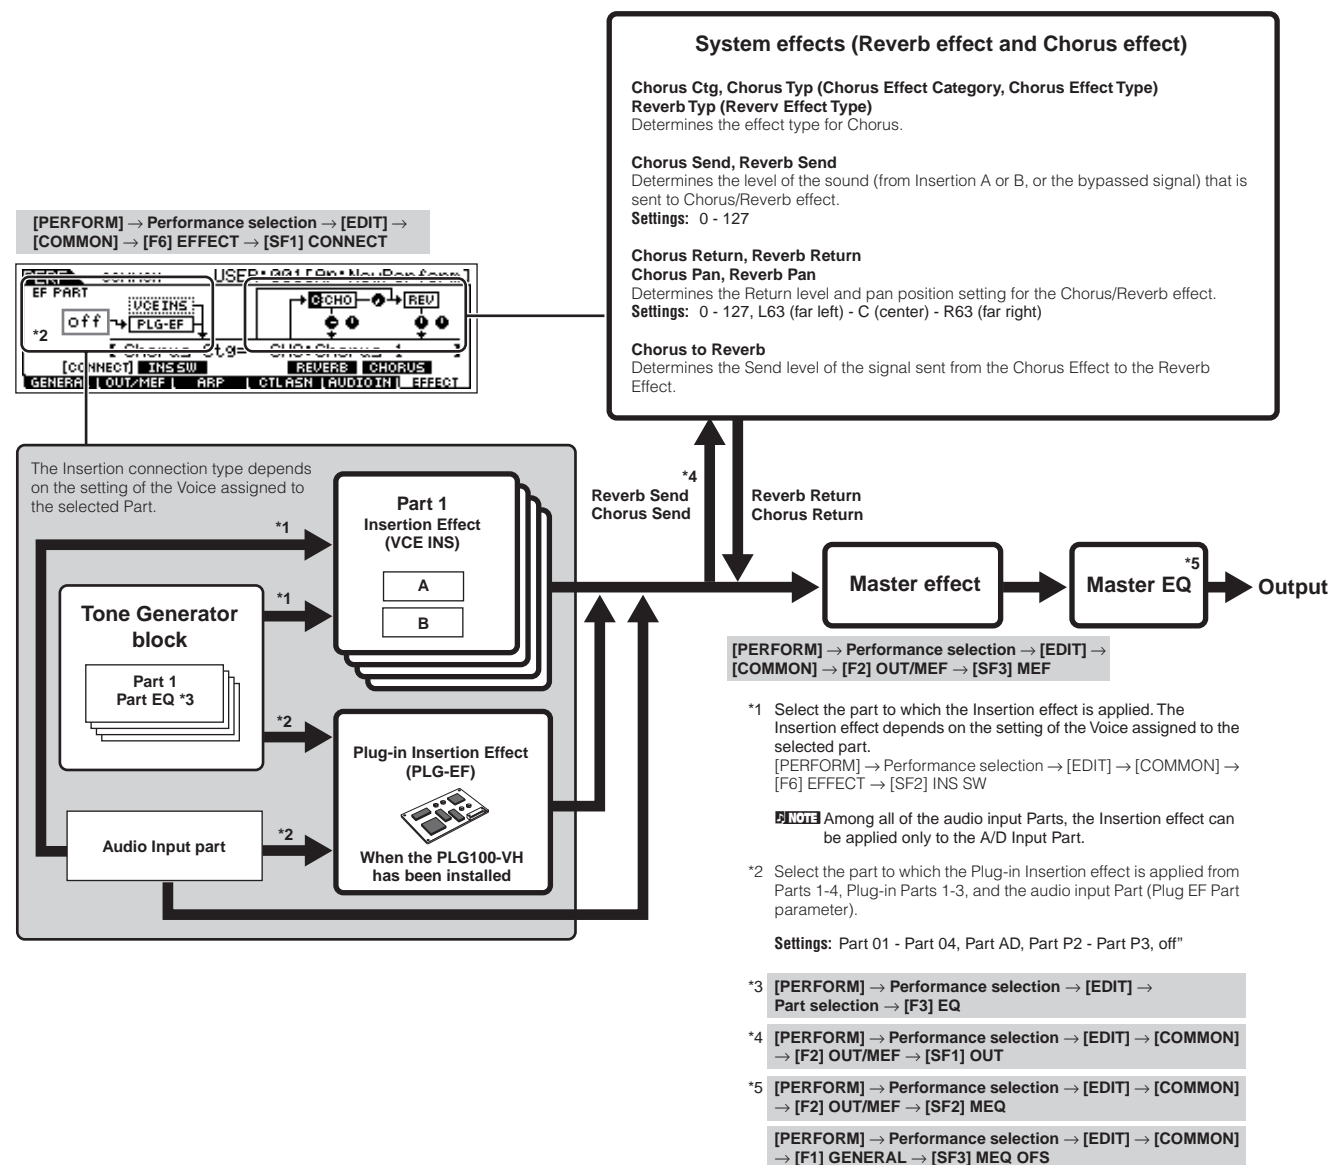 System effects (Reverb effect and Chorus effect)
Chorus Ctg, Chorus Typ (Chorus Effect Category, Chorus Effect Type)
Reverb Typ (Reverv Effect Type)
Determines the effect type for Chorus.
Chorus Send, Reverb Send
Determines the level of the sound (from Insertion A or B, or the bypassed signal) that is
sent to Chorus/Reverb effect.
Settings: 0 - 127
Chorus Return, Reverb Return
Chorus Pan, Reverb Pan
Determines the Return level and pan position setting for the Chorus/Reverb effect.
Settings: 0 - 127, L63 (far left) - C (center) - R63 (far right)
Chorus to Reverb
Determines the Send level of the signal sent from the Chorus Effect to the Reverb
Effect.
[PERFORM] → Performance selection → [EDIT] →
[COMMON] → [F6] EFFECT → [SF1] CONNECT
USER:001[
EF PART
VCEINS
off
PLG-EF
*2
C:CHO
REV
[CONNECT] INSSW REVERB CHORUS
GENERAL OUT/MEF ARP CTLASN AUDIOIN EFFECT
The Insertion connection type depends
on the setting of the Voice assigned to
the selected Part.
*1
Part 1
Insertion Effect
(VCE INS)
A
B
Tone Generator
block
*1
Part 1
Part EQ *3
*2
Plug-in Insertion Effect
(PLG-EF)
When the PLG100-VH
has been installed
Audio Input part
*2
*4
Reverb Send
Chorus Send
Reverb Return
Chorus Return
Master effect
Master EQ
*5
Output
[PERFORM] → Performance selection → [EDIT] →
[COMMON] → [F2] OUT/MEF → [SF3] MEF
*1 Select the part to which the Insertion effect is applied. The
Insertion effect depends on the setting of the Voice assigned to the
selected part.
[PERFORM] → Performance selection → [EDIT] → [COMMON] →
[F6] EFFECT → [SF2] INS SW
NOTE Among all of the audio input Parts, the Insertion effect can
be applied only to the A/D Input Part.
*2 Select the part to which the Plug-in Insertion effect is applied from
Parts 1-4, Plug-in Parts 1-3, and the audio input Part (Plug EF Part
parameter).
Settings: Part 01 - Part 04, Part AD, Part P2 - Part P3, off”
*3 [PERFORM] → Performance selection → [EDIT] →
Part selection → [F3] EQ
*4 [PERFORM] → Performance selection → [EDIT] → [COMMON]
→ [F2] OUT/MEF → [SF1] OUT
*5 [PERFORM] → Performance selection → [EDIT] → [COMMON]
→ [F2] OUT/MEF → [SF2] MEQ
[PERFORM] → Performance selection → [EDIT] → [COMMON]
→ [F1] GENERAL → [SF3] MEQ OFS